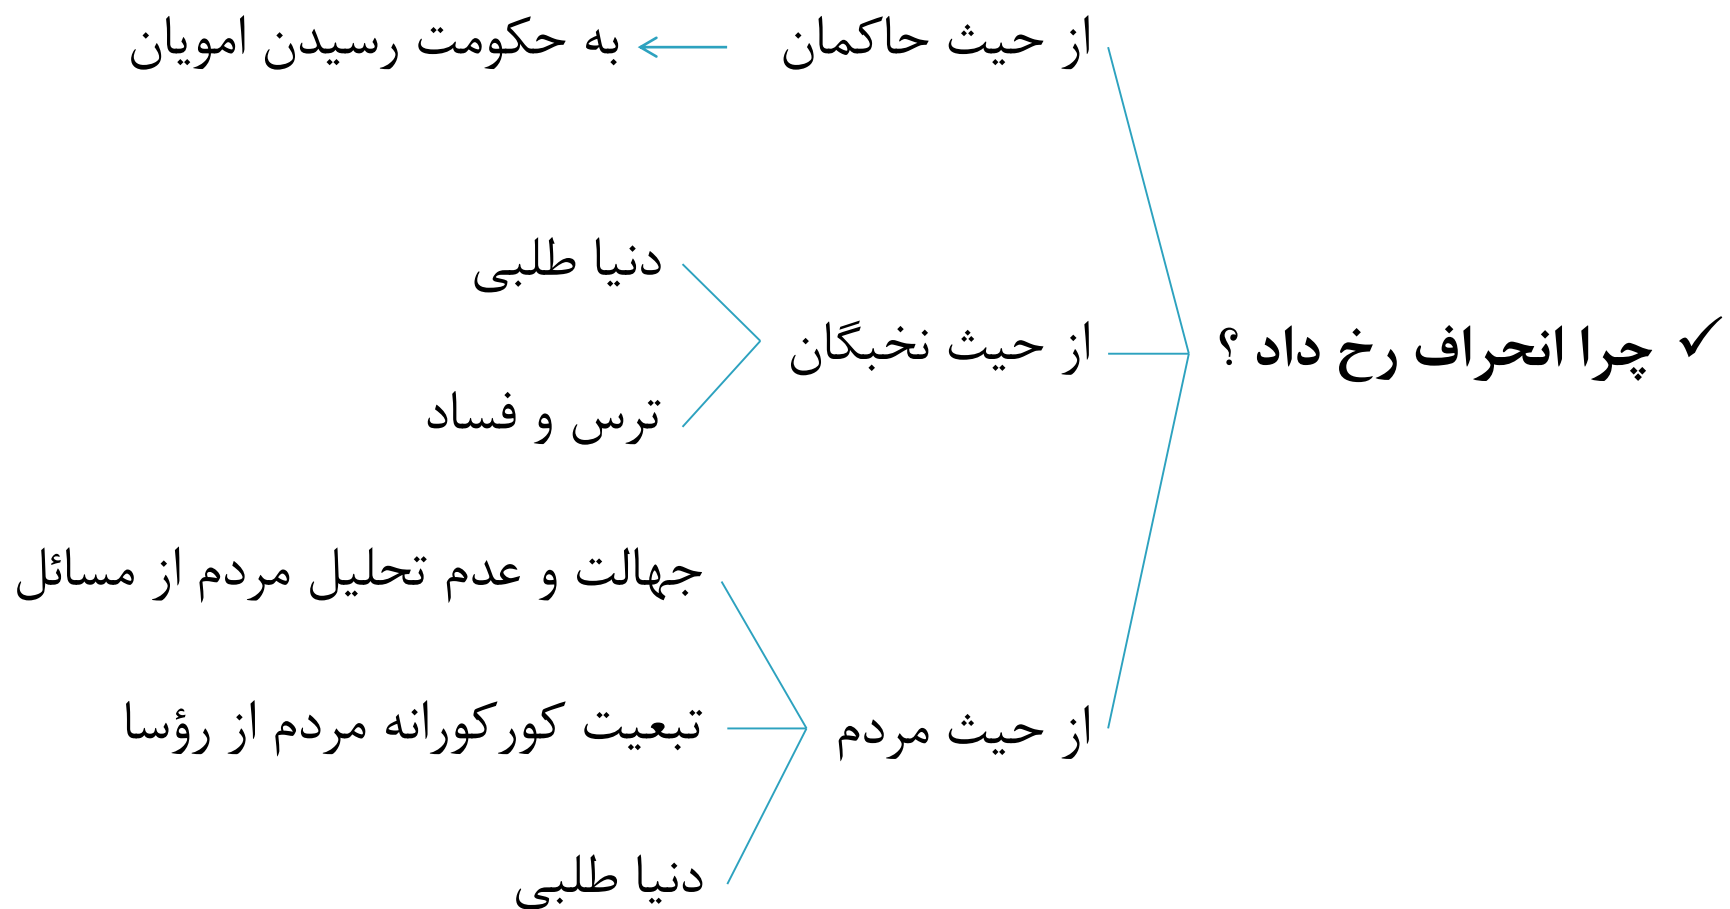 ✓ چرا انحراف رخ داد ؟
از حیث حاکمان
به حکومت رسیدن امویان
از حیث نخبگان
دنیا طلبی
ترس و فساد
از حیث مردم
جهالت و عدم تحلیل مردم از مسائل
تبعیت کورکورانه مردم از رؤسا
دنیا طلبی